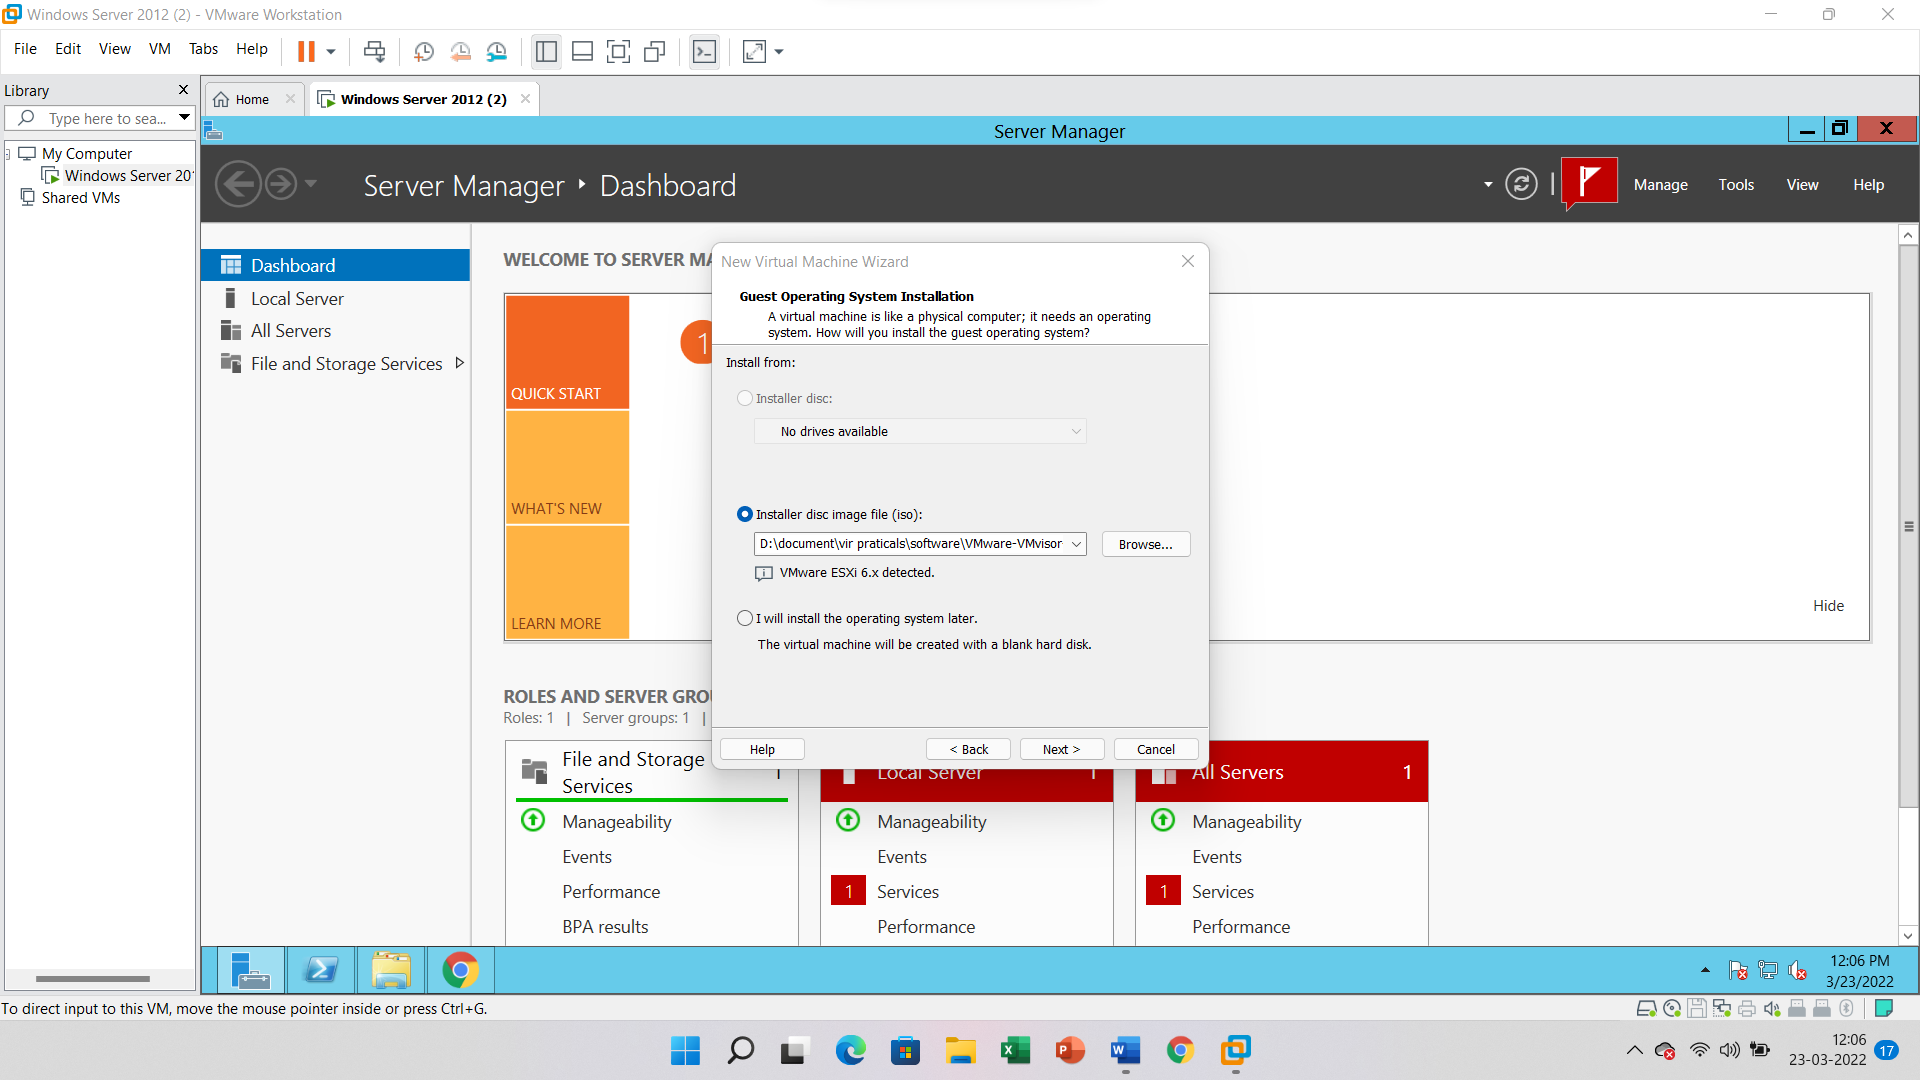 Windows Server 2012 (2) - VMware Workstation
File Edit View VM Tabs Help
Library
Type here to sea...
My Computer
Windows Server 20
Shared VMs
Home
Windows Server 2012 (2)
Server Manager
Server Manager Dashboard
Manage Tools View Help
Dashboard
Local Server
All Servers
File and Storage Services
WELCOME TO SERVER MA
QUICK START
WHAT'S NEW
LEARN MORE
1
Hide
New Virtual Machine Wizard
Guest Operating System Installation
A virtual machine is like a physical computer; it needs an operating
system. How will you install the guest operating system?
Install from:
Installer disc:
No drives available
Installer disc image file (iso):
D:\document\vir praticals\software\VMware-VMvisor
Browse...
VMware ESXi 6.x detected.
I will install the operating system later.
The virtual machine will be created with a blank hard disk.
Help < Back Next > Cancel
ROLES AND SERVER GRO
Roles: 1 | Server groups: 1 |
File and Storage
Services
1
Manageability
Events
Performance
BPA results
Local Server 1
Manageability
Events
1 Services
Performance
All Servers 1
Manageability
Events
1 Services
Performance
12:06 PM
3/23/2022
To direct input to this VM, move the mouse pointer inside or press Ctrl+G.
12:06
23-03-2022
17